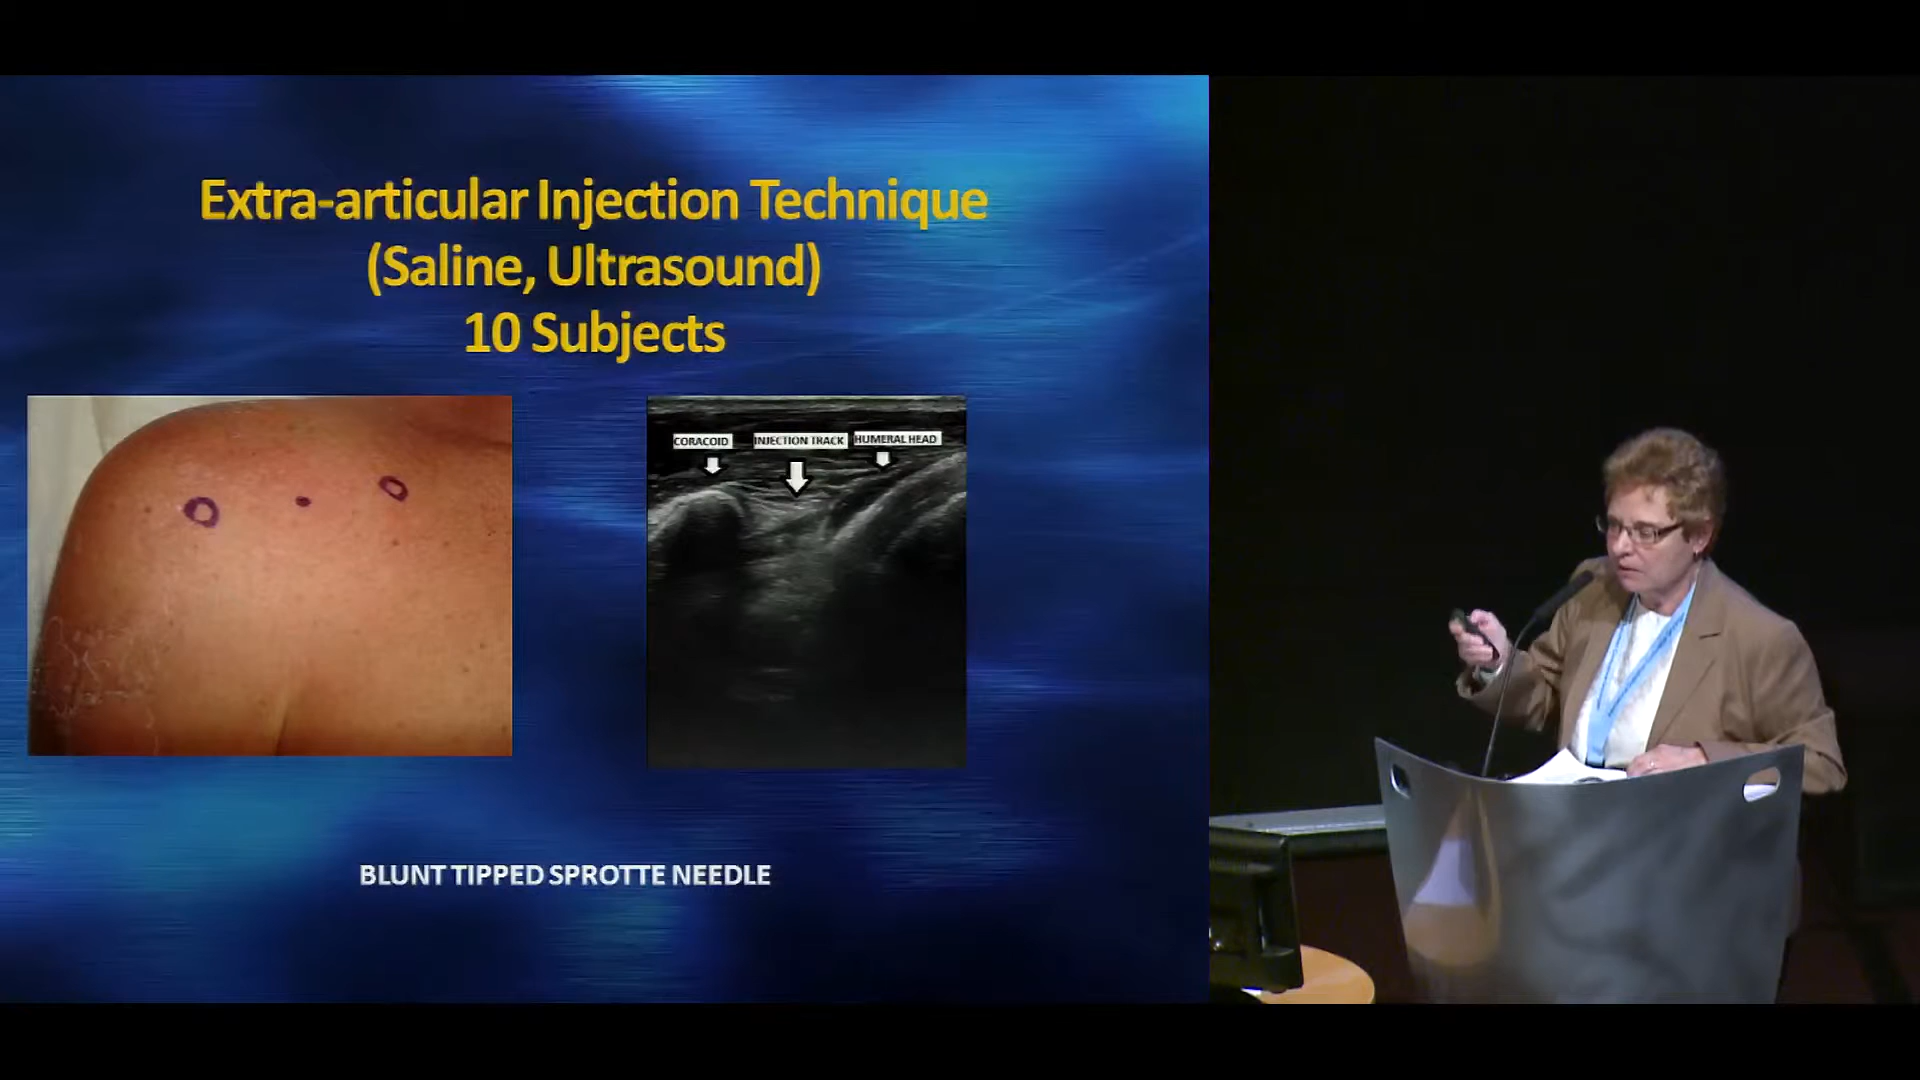 Extra-articular Injection Technique
(Saline, Ultrasound)
10 Subjects
CORACOID
INJECTION TRACK
HUMERAL HEAD
BLUNT TIPPED SPROTTE NEEDLE